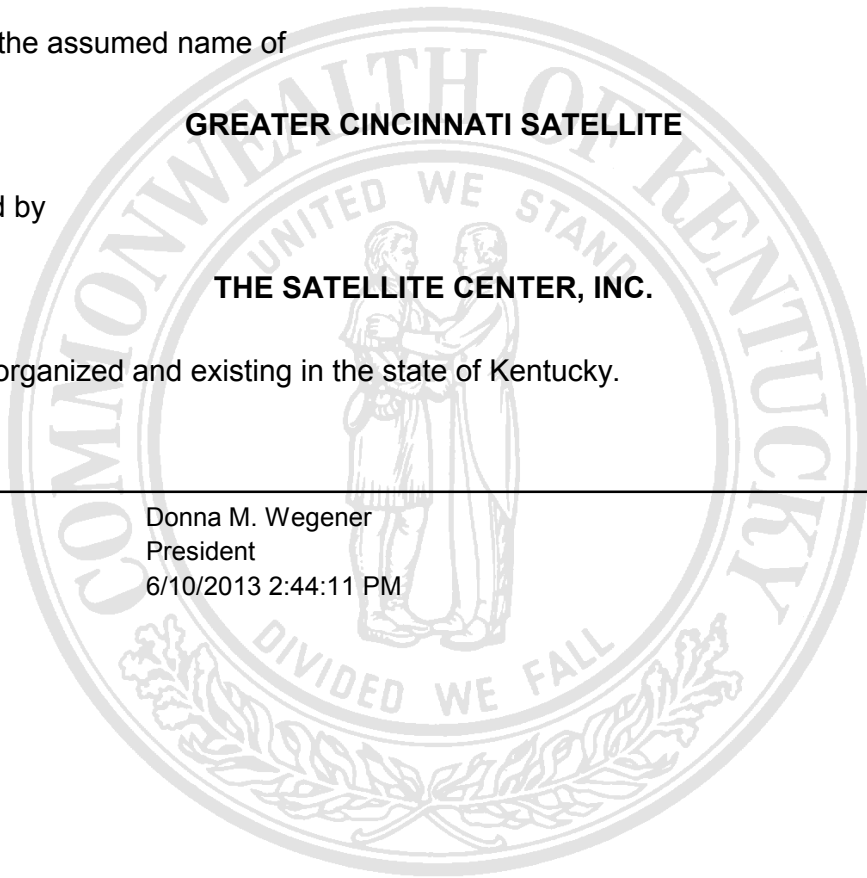 the assumed name of
GREATER CINCINNATI SATELLITE
d by
THE SATELLITE CENTER, INC.
organized and existing in the state of Kentucky.
Donna M. Wegener
President
6/10/2013 2:44:11 PM
COMMONWEALTH OF KENTUCKY
UNITED WE STAND
DIVIDED WE FALL